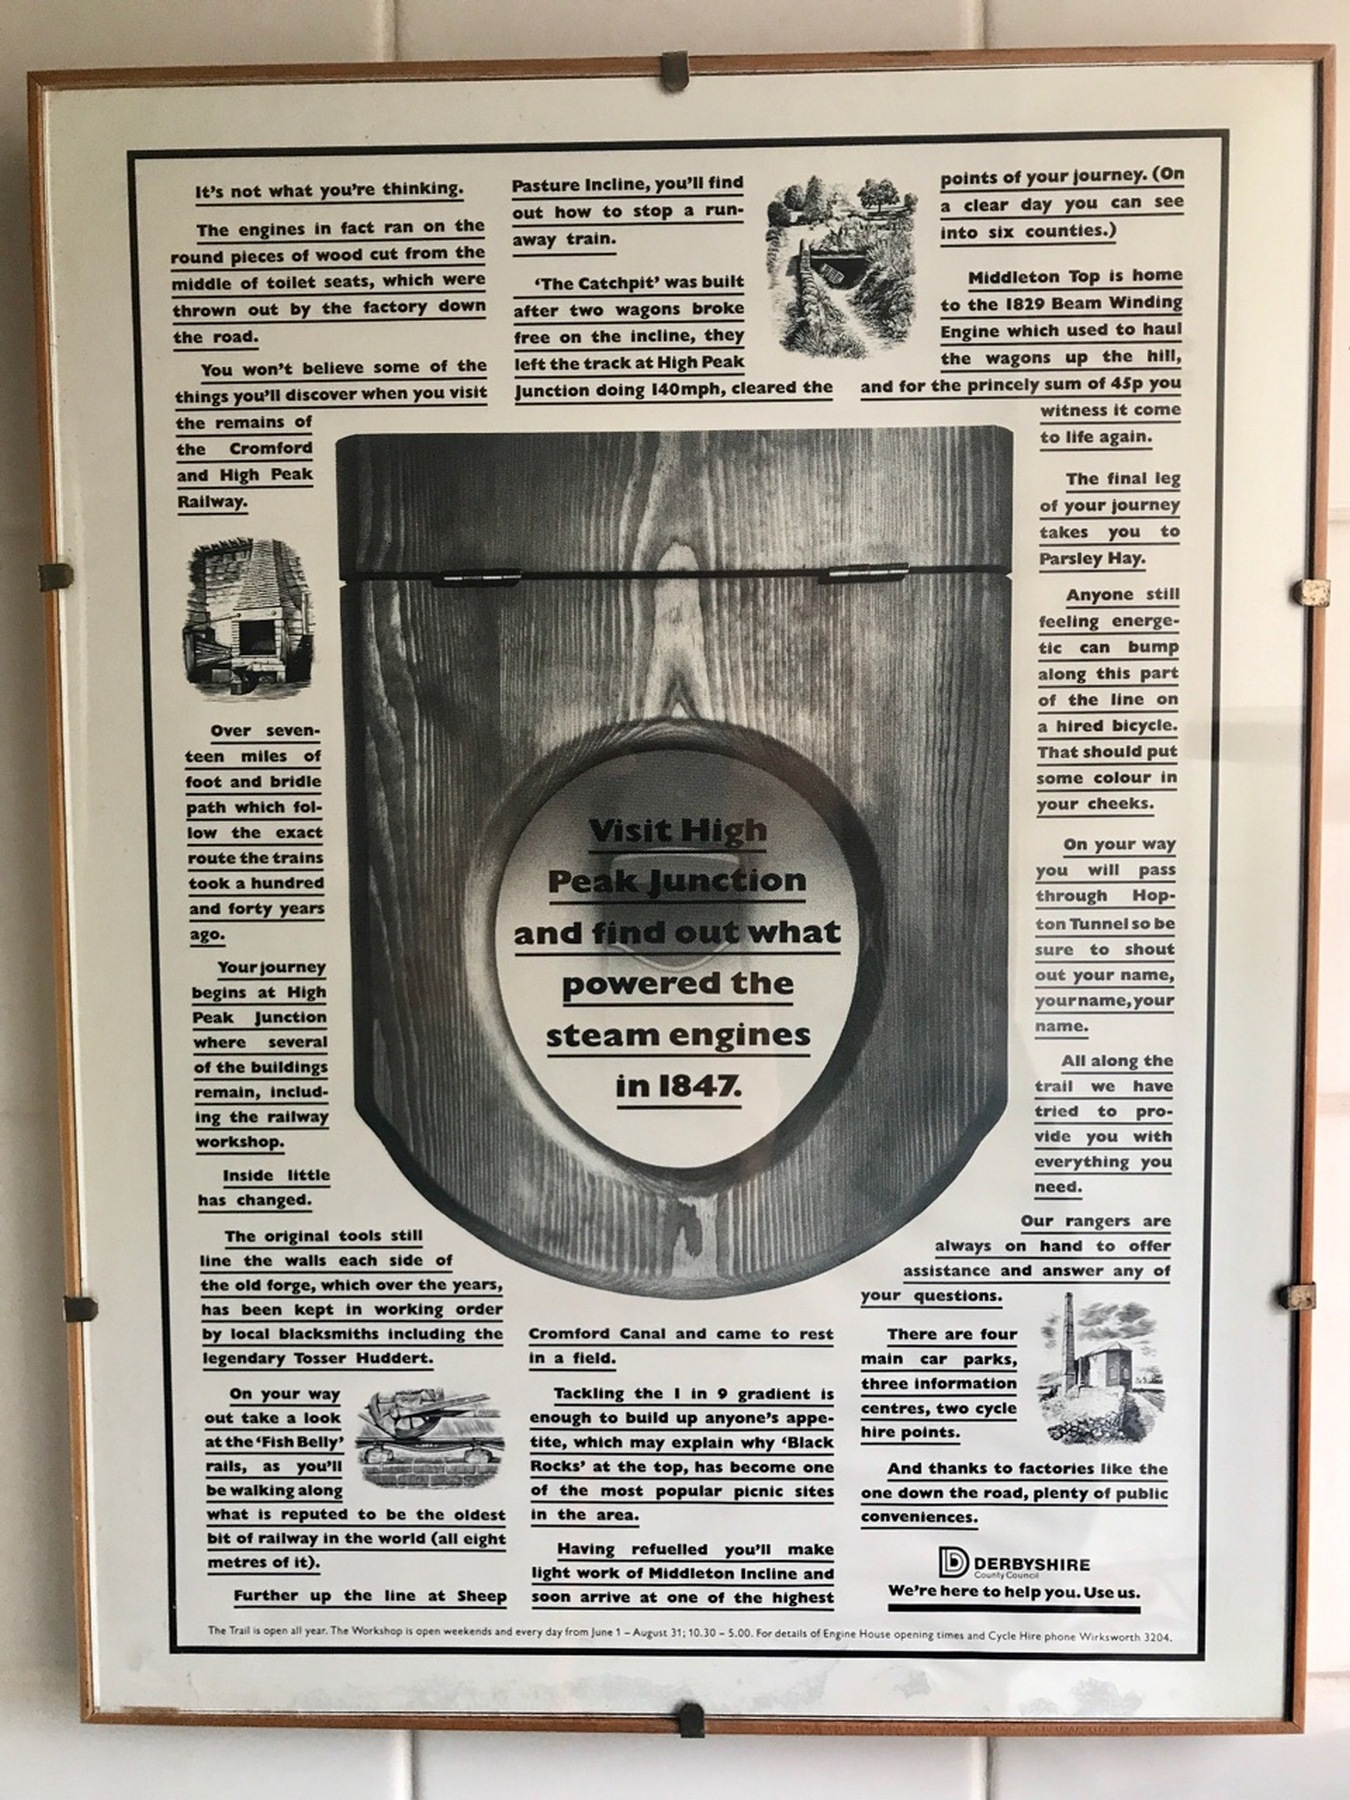 It's not what you're thinking.
The engines in fact ran on the
round pieces of wood cut from the
middle of toilet seats, which were
thrown out by the factory down
the road.
You won't believe some of the
things you'll discover when you visit
the remains of
the Cromford
and High Peak
Railway.
Over seven-
teen miles of
foot and bridle
path which fol-
low the exact
route the trains
took a hundred
and forty years
ago.
Your journey
begins at High
Peak Junction
where several
of the buildings
remain, includ-
ing the railway
workshop.
Inside little
has changed.
The original tools still
line the walls each side of
the old forge, which over the years,
has been kept in working order
by local blacksmiths including the
legendary Tosser Huddert.
On your way
out take a look
at the 'Fish Belly'
rails, as you'll
be walking along
what is reputed to be the oldest
bit of railway in the world (all eight
metres of it).
Further up the line at Sheep
Pasture Incline, you'll find
out how to stop a run-
away train.
'The Catchpit' was built
after two wagons broke
free on the incline, they
left the track at High Peak
Junction doing 140mph, cleared the
Visit High
Peak Junction
and find out what
powered the
steam engines
in 1847.
Cromford Canal and came to rest
in a field.
Tackling the 1 in 9 gradient is
enough to build up anyone's appe-
tite, which may explain why 'Black
Rocks' at the top, has become one
of the most popular picnic sites
in the area.
Having refuelled you'll make
light work of Middleton Incline and
soon arrive at one of the highest
points of your journey. (On
a clear day you can see
into six counties.)
Middleton Top is home
to the 1829 Beam Winding
Engine which used to haul
the wagons up the hill,
and for the princely sum of 45p you
witness it come
to life again.
The final leg
of your journey
takes you to
Parsley Hay.
Anyone still
feeling energe-
tic can bump
along this part
of the line on
a hired bicycle.
That should put
some colour in
your cheeks.
On your way
you will pass
through Hop-
ton Tunnel so be
sure to shout
out your name,
your name, your
name.
All along the
trail we have
tried to pro-
vide you with
everything you
need.
Our rangers are
always on hand to offer
assistance and answer any of
your questions.
There are four
main car parks,
three information
centres, two cycle
hire points.
And thanks to factories like the
one down the road, plenty of public
conveniences.
DERBYSHIRE
County Council
We're here to help you. Use us.
The Trail is open all year. The Workshop is open weekends and every day from June 1 – August 31; 10.30 – 5.00. For details of Engine House opening times and Cycle Hire phone Wirksworth 3204.